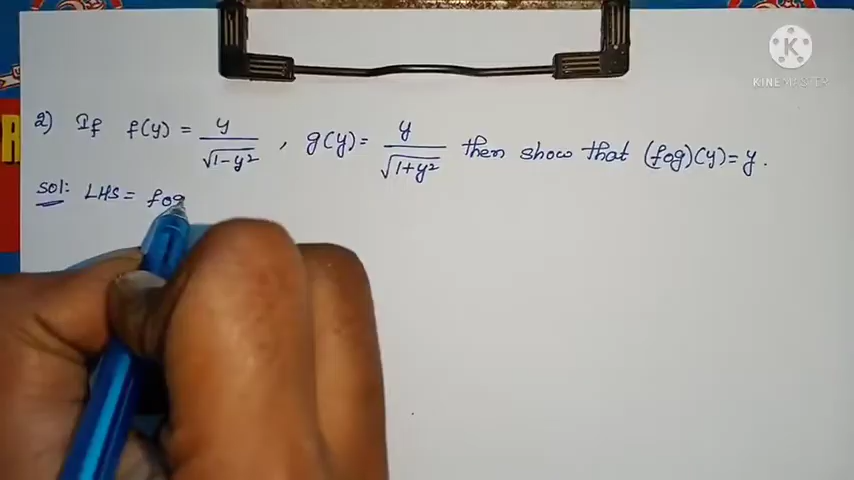 KINEMASTER
2) If f(y) = y/√1-y² , g(y) = y/√1+y² then show that (fog)(y) = y.
sol: LHS = fog